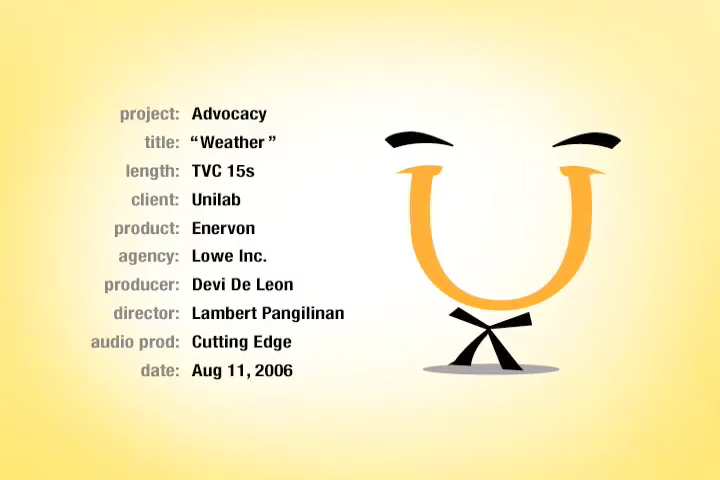 project: Advocacy
title: “Weather”
length: TVC 15s
client: Unilab
product: Enervon
agency: Lowe Inc.
producer: Devi De Leon
director: Lambert Pangilinan
audio prod: Cutting Edge
date: Aug 11, 2006